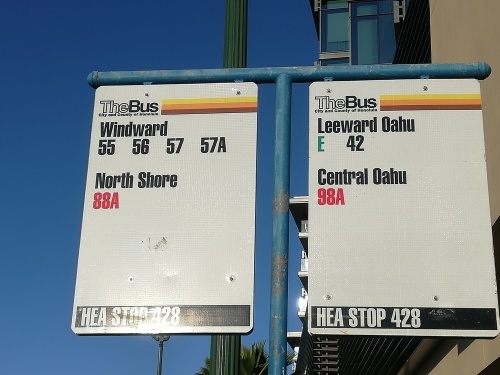 TheBus
City and County of Honolulu
Windward
55 56 57 57A
North Shore
88A
HEA STOP 428
TheBus
City and County of Honolulu
Leeward Oahu
E 42
Central Oahu
98A
HEA STOP 428